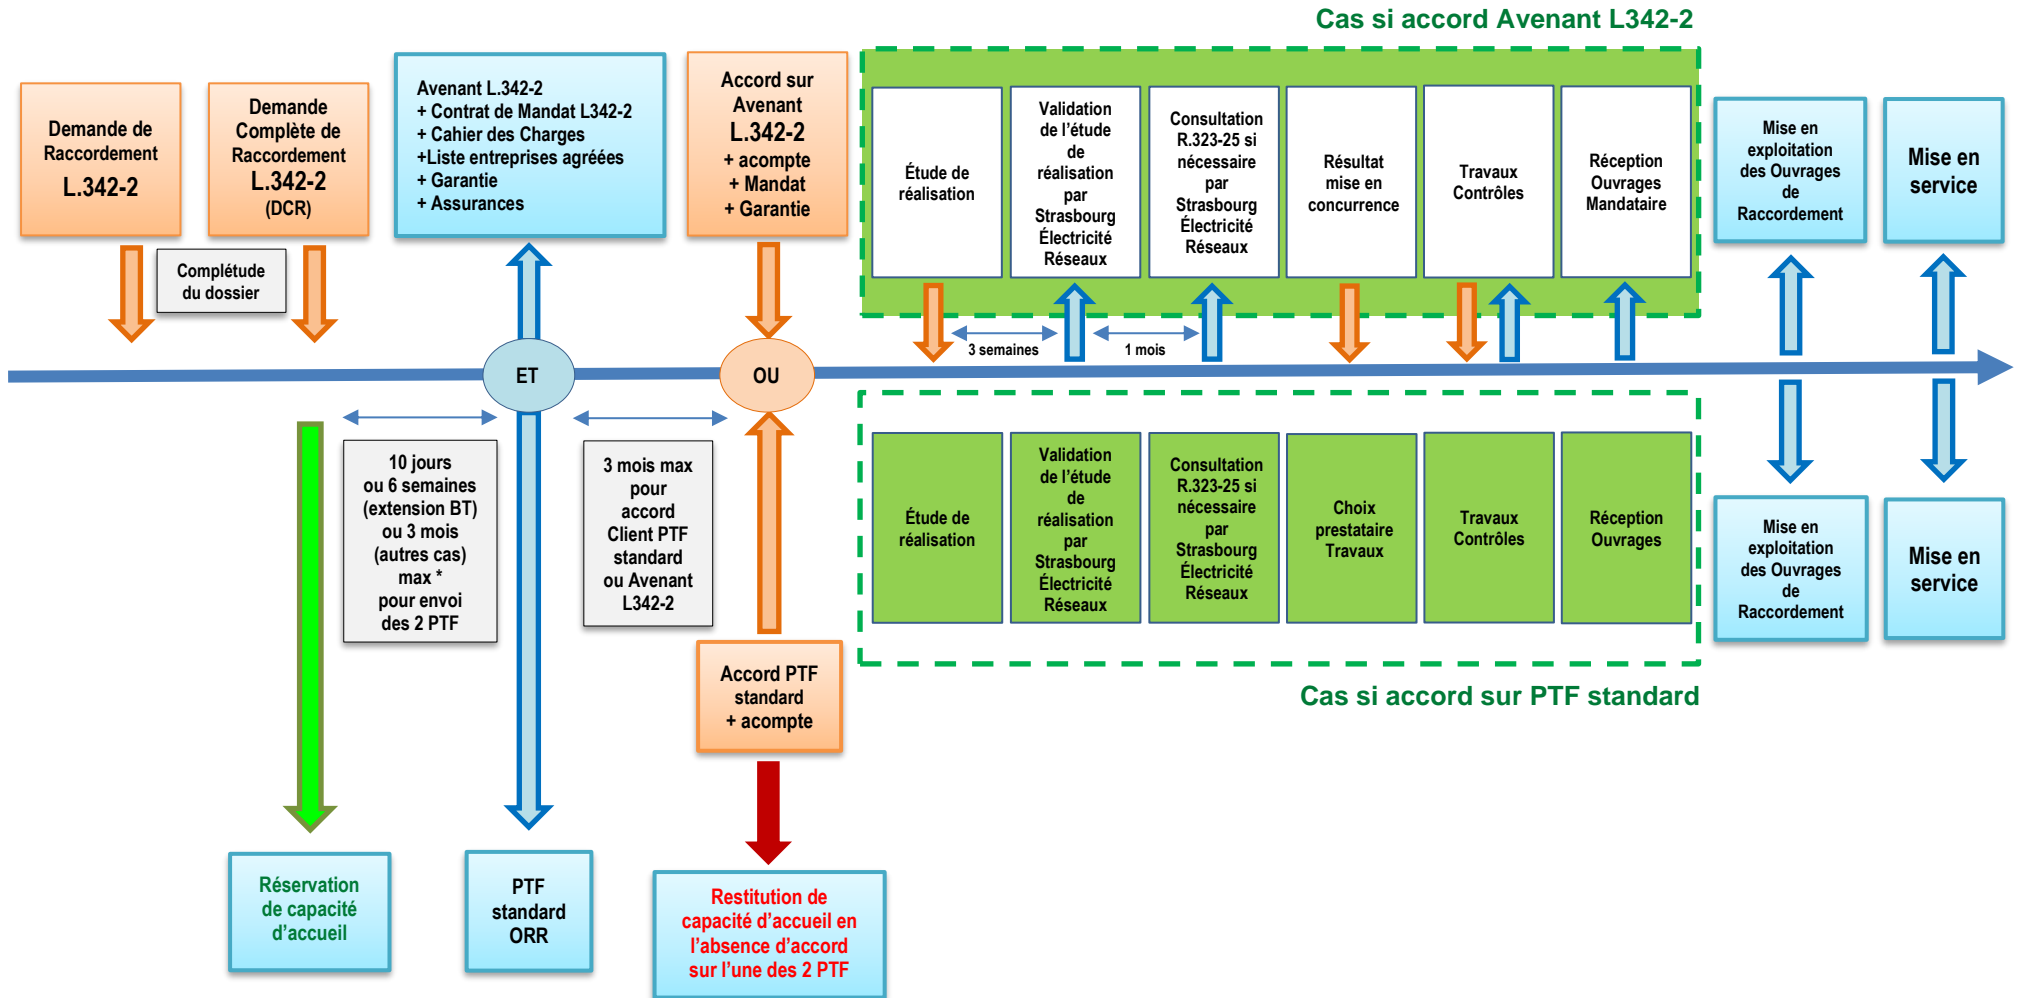 Cas si accord Avenant L342-2
Demande de
Raccordement
L.342-2
Demande
Complète de
Raccordement
L.342-2
(DCR)
Complétude
du dossier
Avenant L.342-2
+ Contrat de Mandat L342-2
+ Cahier des Charges
+Liste entreprises agréées
+ Garantie
+ Assurances
Accord sur
Avenant
L.342-2
+ acompte
+ Mandat
+ Garantie
Étude de
réalisation
Validation
de l'étude
de
réalisation
par
Strasbourg
Électricité
Réseaux
Consultation
R.323-25 si
nécessaire
par
Strasbourg
Électricité
Réseaux
Résultat
mise en
concurrence
Travaux
Contrôles
Réception
Ouvrages
Mandataire
Mise en
exploitation
des Ouvrages
de
Raccordement
Mise en
service
3 semaines
1 mois
ET
OU
10 jours
ou 6 semaines
(extension BT)
ou 3 mois
(autres cas)
max *
pour envoi
des 2 PTF
3 mois max
pour
accord
Client PTF
standard
ou Avenant
L342-2
Étude de
réalisation
Validation
de l'étude
de
réalisation
par
Strasbourg
Électricité
Réseaux
Consultation
R.323-25 si
nécessaire
par
Strasbourg
Électricité
Réseaux
Choix
prestataire
Travaux
Travaux
Contrôles
Réception
Ouvrages
Mise en
exploitation
des Ouvrages
de
Raccordement
Mise en
service
Accord PTF
standard
+ acompte
Cas si accord sur PTF standard
Réservation
de capacité
d'accueil
PTF
standard
ORR
Restitution de
capacité d'accueil en
l'absence d'accord
sur l'une des 2 PTF